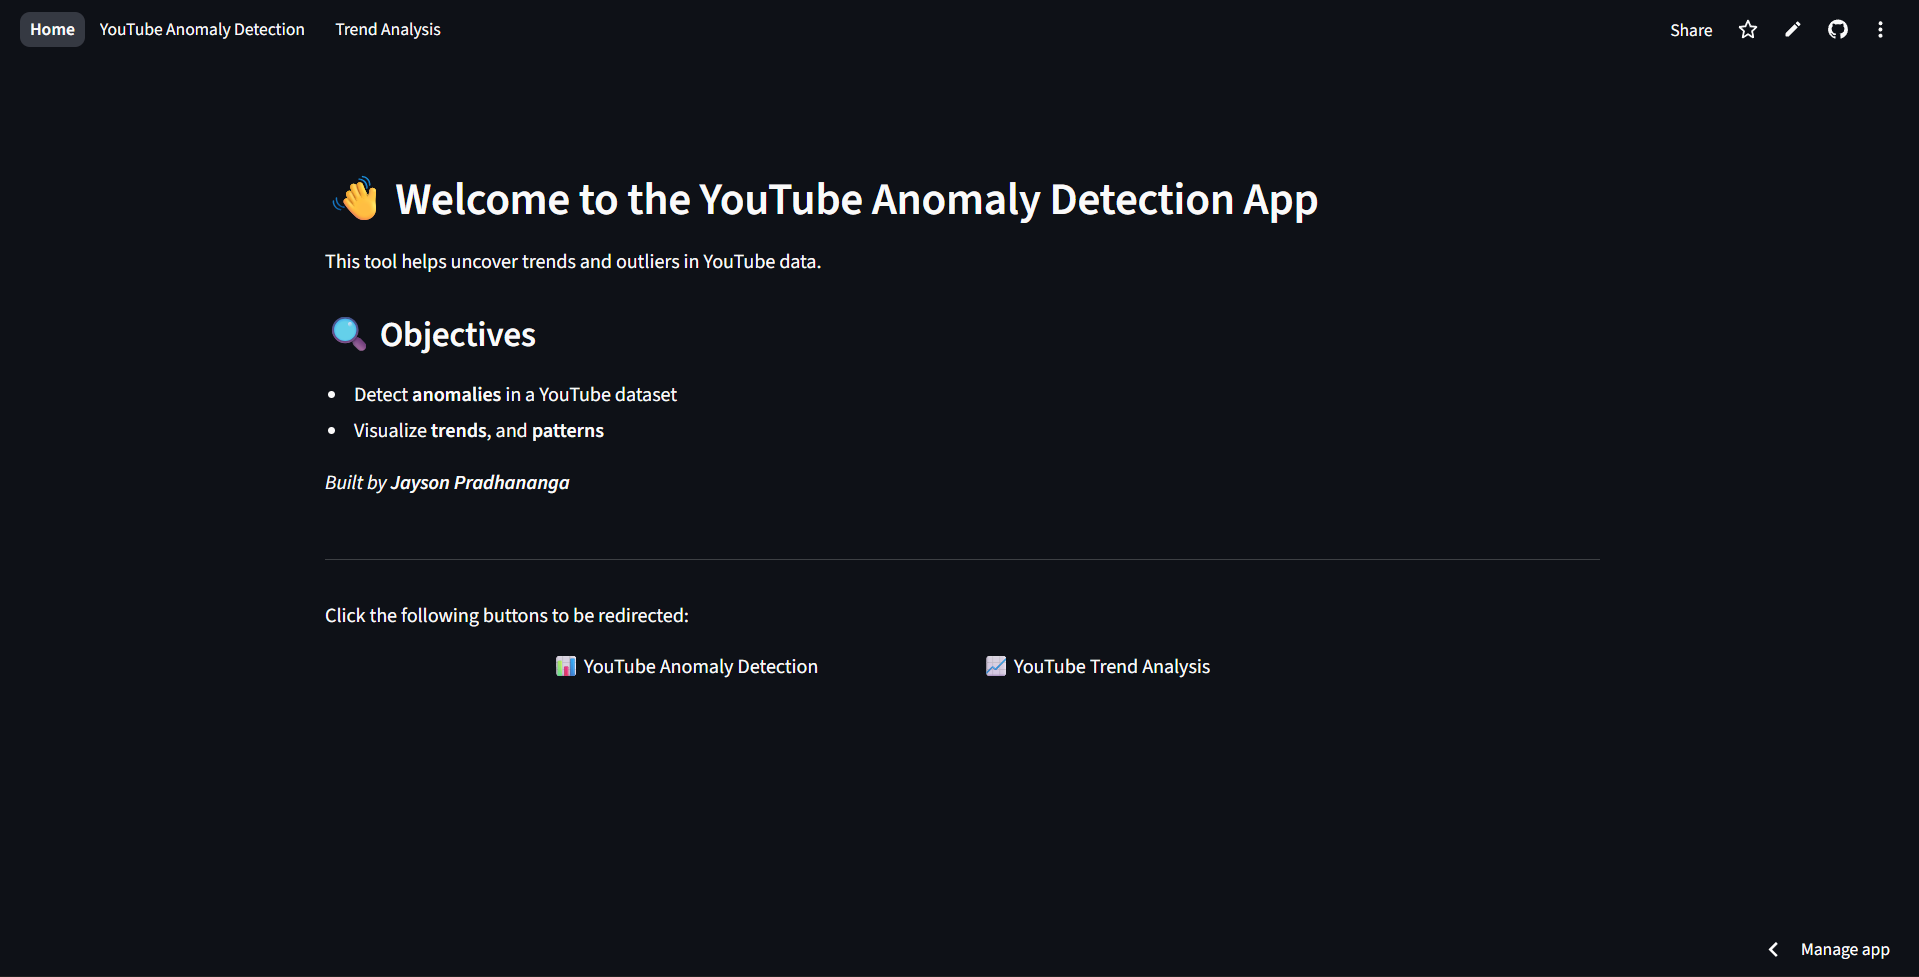 Home YouTube Anomaly Detection Trend Analysis Share
👋 Welcome to the YouTube Anomaly Detection App
This tool helps uncover trends and outliers in YouTube data.
🔍 Objectives
• Detect anomalies in a YouTube dataset
• Visualize trends, and patterns
Built by Jayson Pradhananga
Click the following buttons to be redirected:
📊 YouTube Anomaly Detection 📈 YouTube Trend Analysis
Manage app